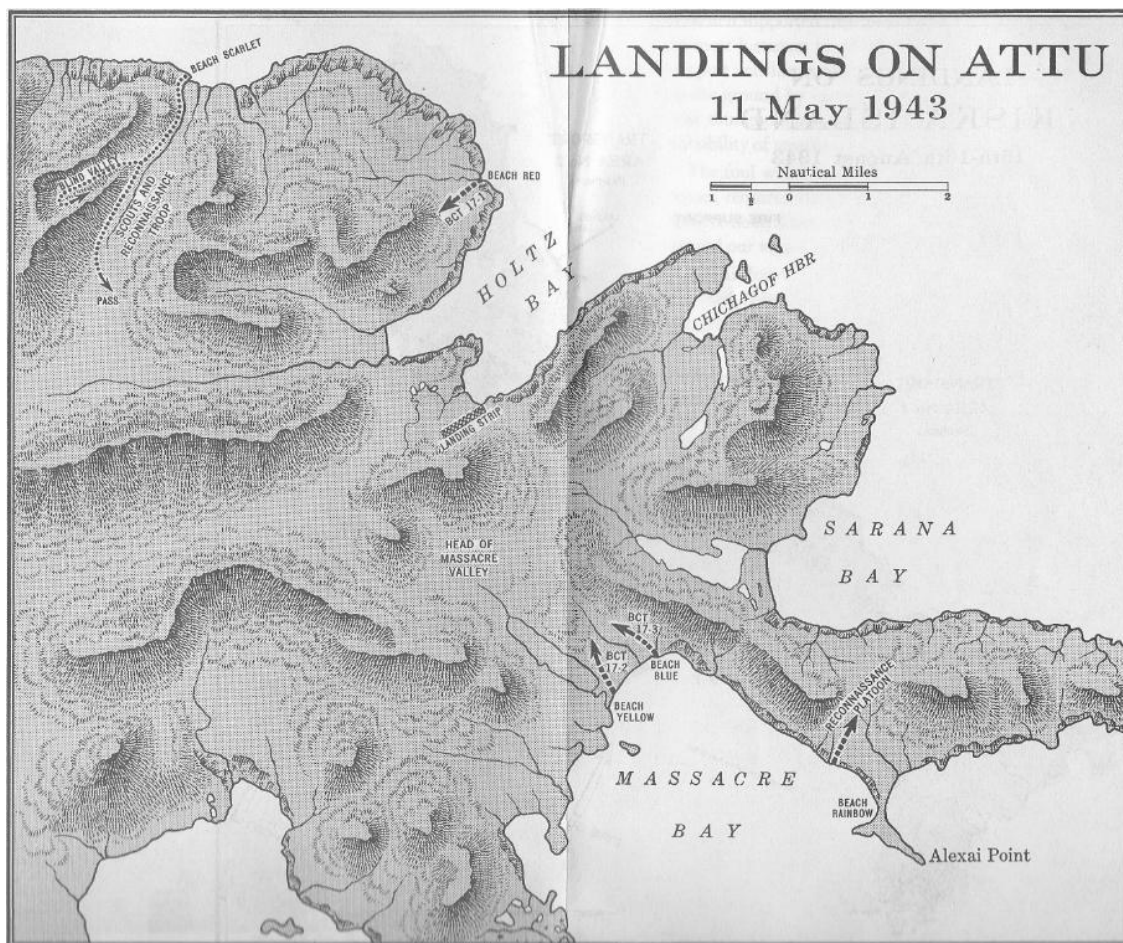 LANDINGS ON ATTU
11 May 1943
Nautical Miles
1 ½ 0 1 2
BEACH SCARLET
BLIND VALLEY
SCOUTS AND
RECONNAISSANCE
TROOP
PASS
BEACH RED
BCT 17-1
HOLTZ
BAY
CHICHAGOF HBR
LANDING STRIP
HEAD OF
MASSACRE
VALLEY
SARANA
BAY
BCT
17-3
BCT
17-2
BEACH
BLUE
BEACH
YELLOW
RECONNAISSANCE
PLATOON
MASSACRE
BAY
BEACH
RAINBOW
Alexai Point